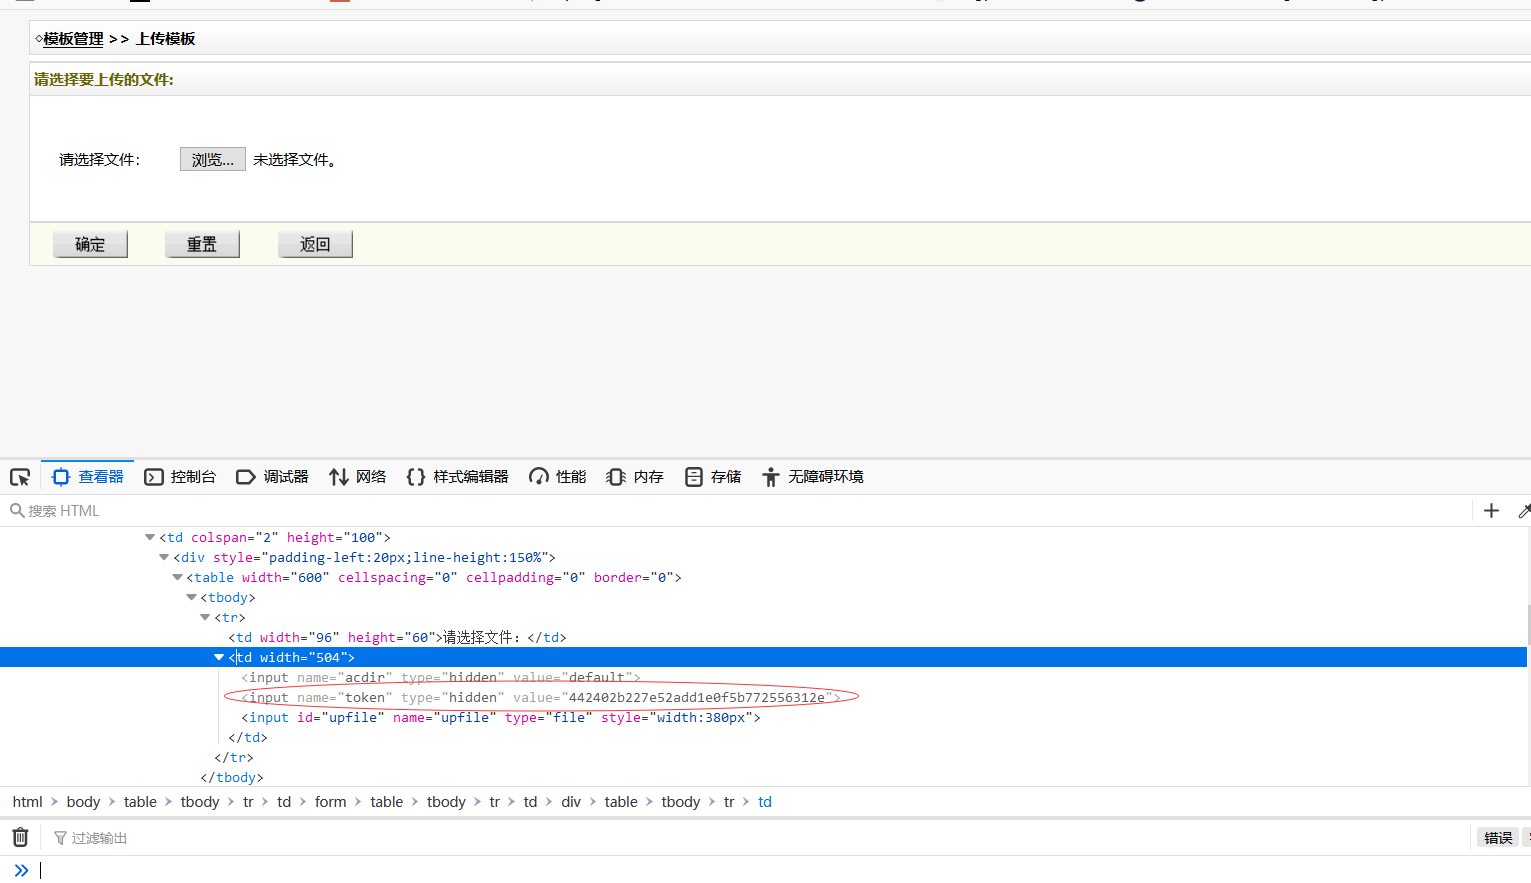 ◇模板管理 >> 上传模板
请选择要上传的文件:
请选择文件：
浏览... 未选择文件。
确定 重置 返回
查看器 控制台 调试器 网络 {} 样式编辑器 性能 内存 存储 无障碍环境
搜索 HTML
<td colspan="2" height="100">
<div style="padding-left:20px;line-height:150%">
<table width="600" cellspacing="0" cellpadding="0" border="0">
<tbody>
<tr>
<td width="96" height="60">请选择文件：</td>
<td width="504">
<input name="acdir" type="hidden" value="default">
<input name="token" type="hidden" value="442402b227e52add1e0f5b772556312e">
<input id="upfile" name="upfile" type="file" style="width:380px">
</td>
</tr>
</tbody>
html > body > table > tbody > tr > td > form > table > tbody > tr > td > div > table > tbody > tr > td
过滤输出
错误